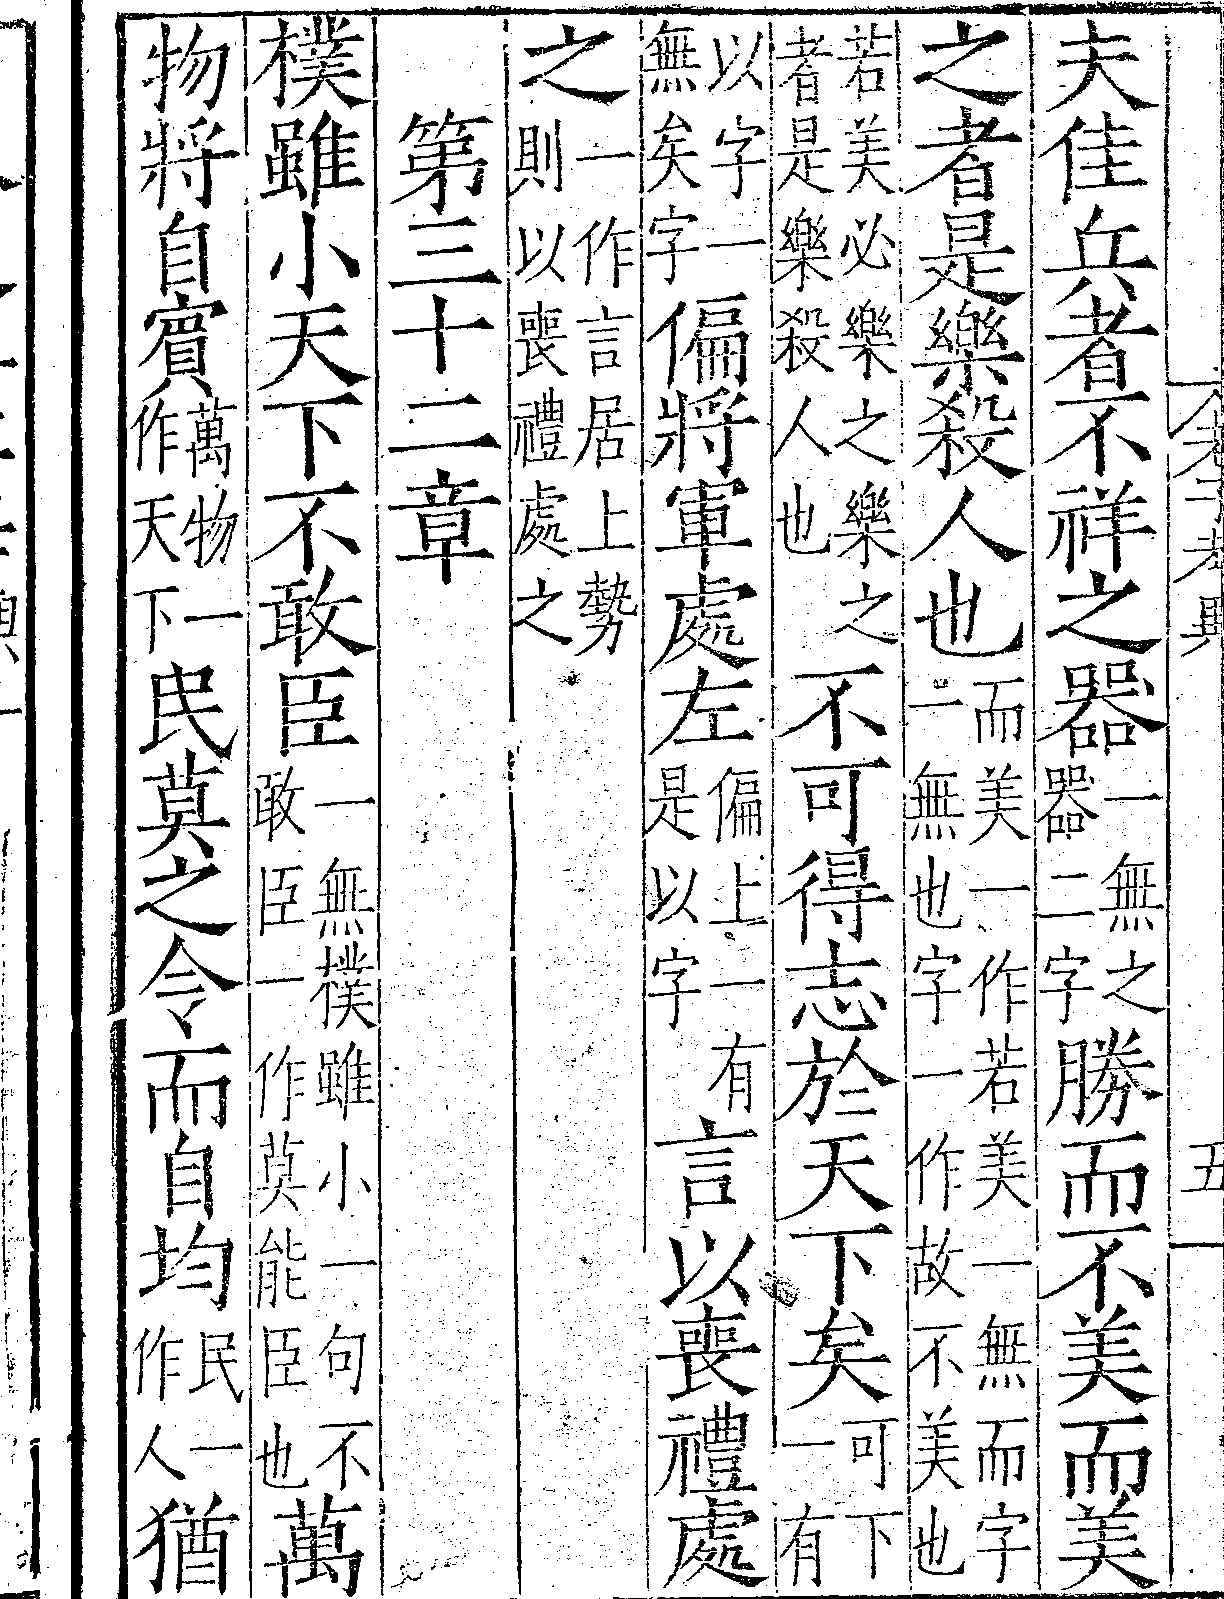 老子考異 五
夫佳兵者不祥之器一無之器二字勝而不美而美
之者是樂殺人也而美一作若美一無而字一無也字一作故不美也
若美必樂之樂之者是樂殺人也不可得志於天下矣可下一有
以字一無矣字偏將軍處左偏上一有是以字言以喪禮處
之一作言居上勢則以喪禮處之
第三十二章
樸雖小天下不敢臣一無樸雖小一句不敢臣一作莫能臣也萬
物將自賓萬物一作天下民莫之令而自均民一作人猶